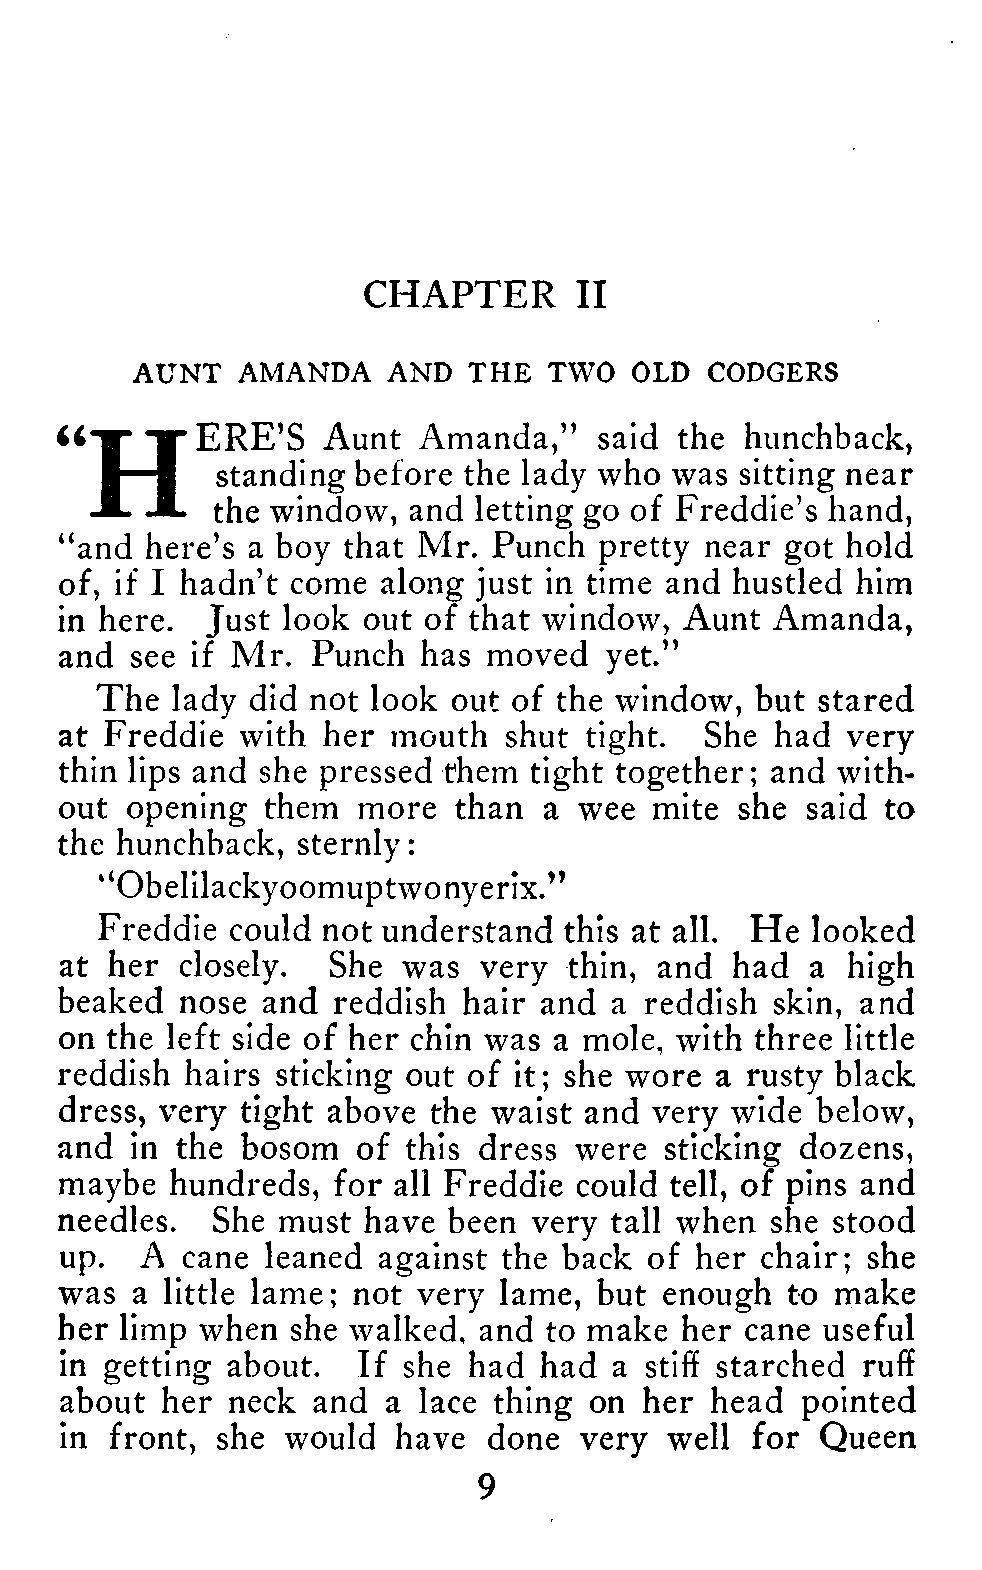 CHAPTER II
AUNT AMANDA AND THE TWO OLD CODGERS
"HERE'S Aunt Amanda," said the hunchback,
standing before the lady who was sitting near
the window, and letting go of Freddie's hand,
"and here's a boy that Mr. Punch pretty near got hold
of, if I hadn't come along just in time and hustled him
in here. Just look out of that window, Aunt Amanda,
and see if Mr. Punch has moved yet."
The lady did not look out of the window, but stared
at Freddie with her mouth shut tight. She had very
thin lips and she pressed them tight together; and with-
out opening them more than a wee mite she said to
the hunchback, sternly:
"Obelilackyoomuptwonyerix."
Freddie could not understand this at all. He looked
at her closely. She was very thin, and had a high
beaked nose and reddish hair and a reddish skin, and
on the left side of her chin was a mole, with three little
reddish hairs sticking out of it; she wore a rusty black
dress, very tight above the waist and very wide below,
and in the bosom of this dress were sticking dozens,
maybe hundreds, for all Freddie could tell, of pins and
needles. She must have been very tall when she stood
up. A cane leaned against the back of her chair; she
was a little lame; not very lame, but enough to make
her limp when she walked, and to make her cane useful
in getting about. If she had had a stiff starched ruff
about her neck and a lace thing on her head pointed
in front, she would have done very well for Queen
9